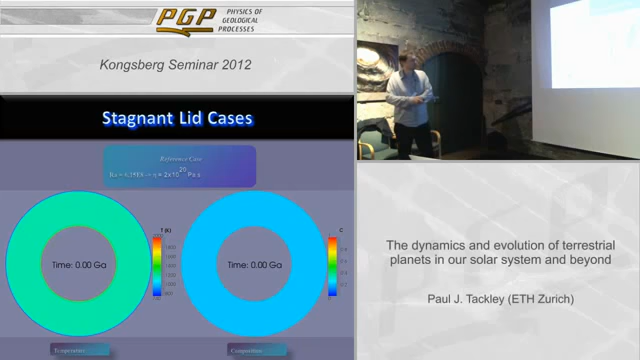 PGP
PHYSICS OF
GEOLOGICAL
PROCESSES
Kongsberg Seminar 2012
Stagnant Lid Cases
Reference Case
T (K)
C
Time: 0.00 Ga
Time: 0.00 Ga
Temperature
Composition
The dynamics and evolution of terrestrial
planets in our solar system and beyond
Paul J. Tackley (ETH Zurich)